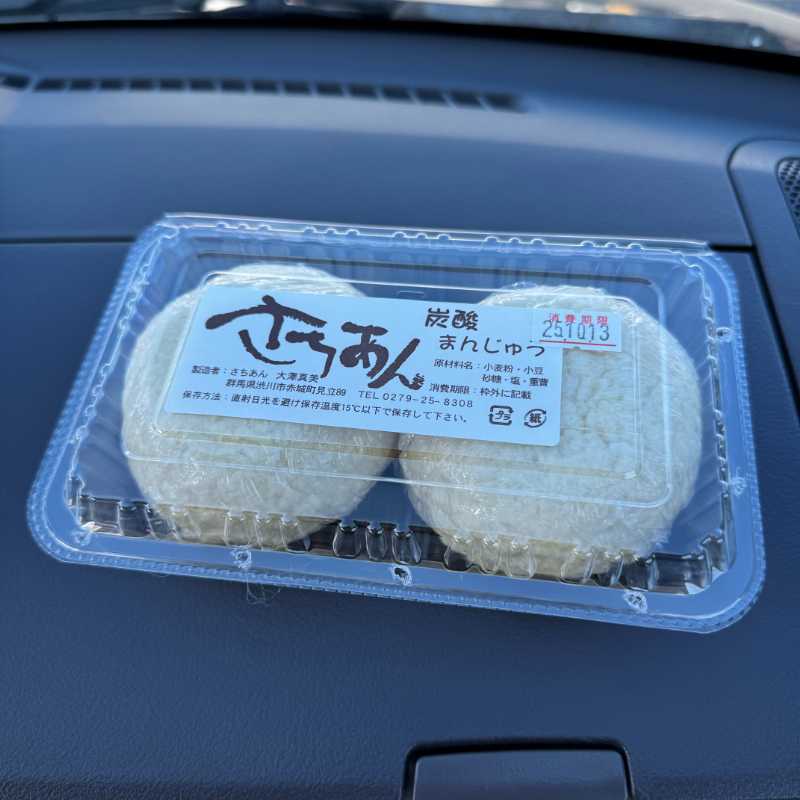 さちあん
炭酸
まんじゅう
消費期限
25.10.13
製造者：さちあん 大澤真美
群馬県渋川市赤城町見立89 TEL 0279-25-8308
保存方法：直射日光を避け保存温度15℃以下で保存して下さい。
原材料名：小麦粉・小豆
砂糖・塩・重曹
消費期限：枠外に記載
プラ
紙